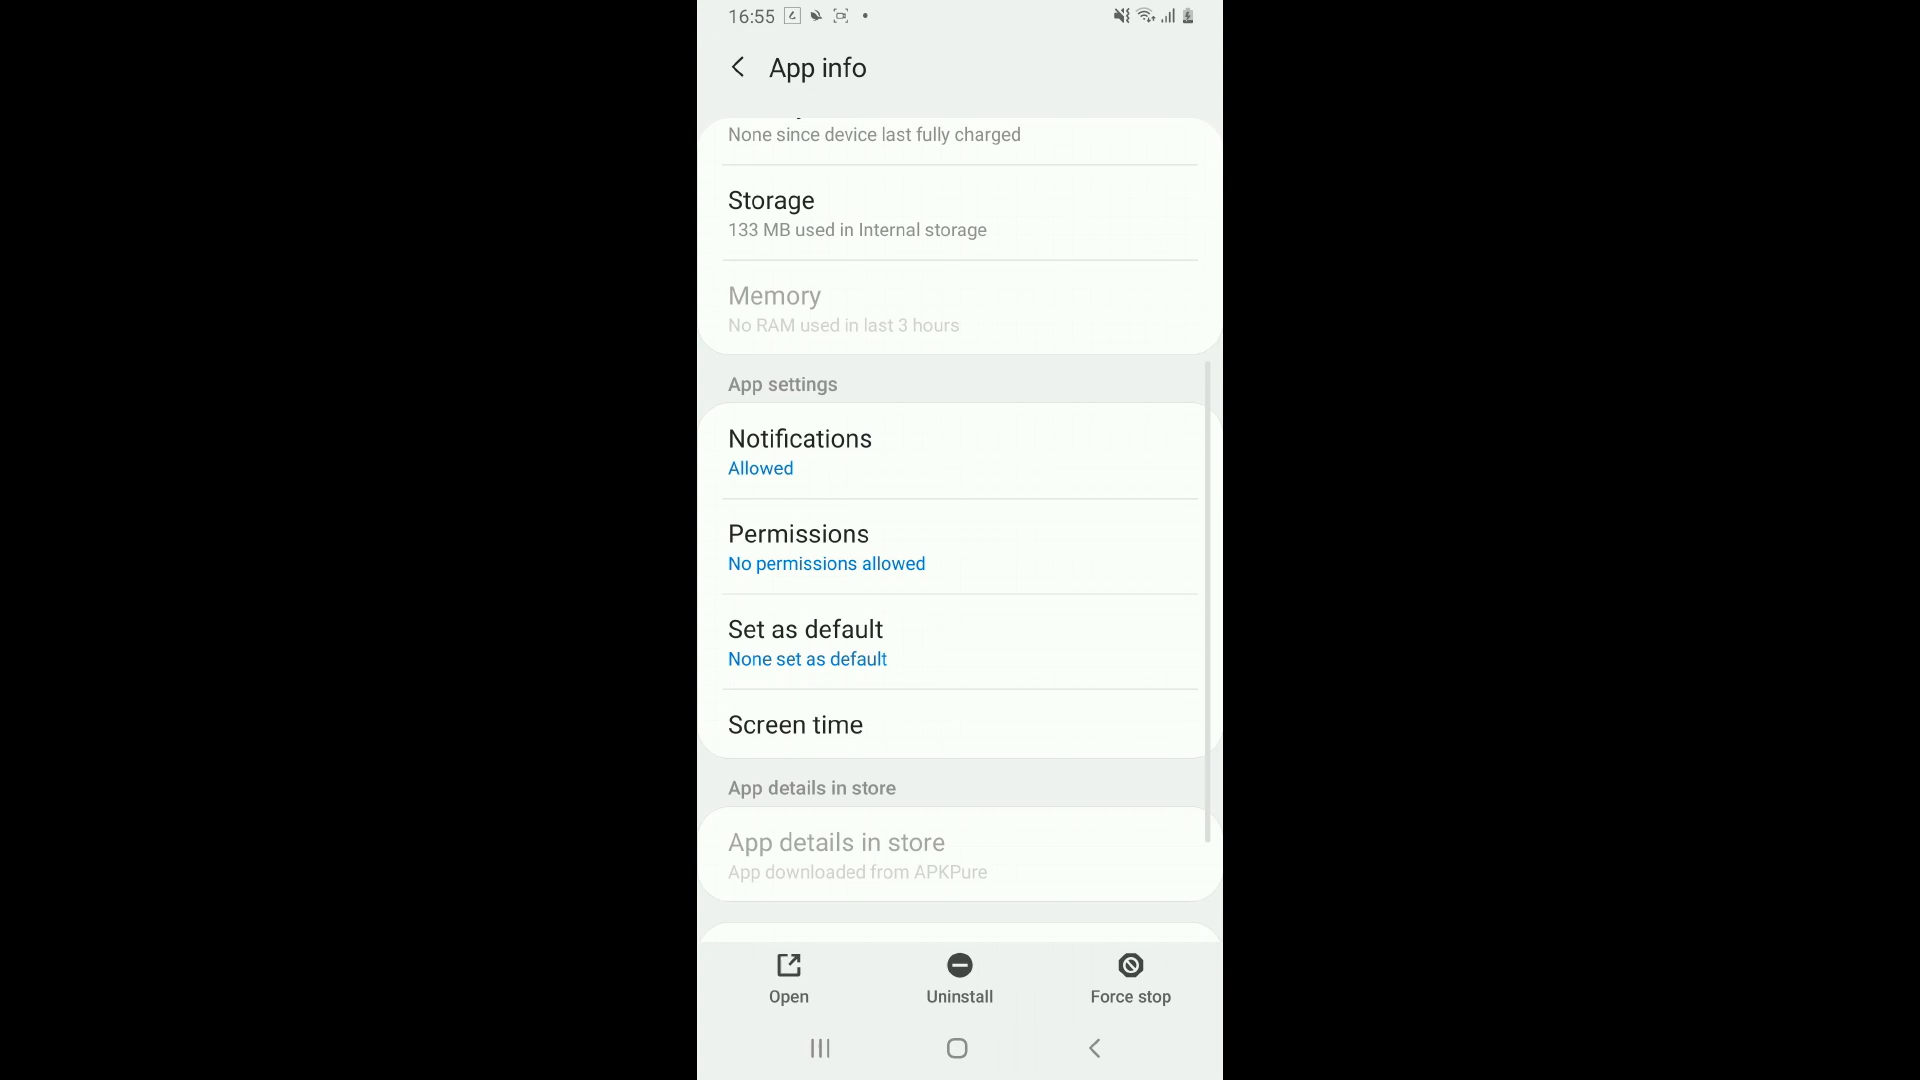 16:55
App info
None since device last fully charged
Storage
133 MB used in Internal storage
Memory
No RAM used in last 3 hours
App settings
Notifications
Allowed
Permissions
No permissions allowed
Set as default
None set as default
Screen time
App details in store
App details in store
App downloaded from APKPure
Open
Uninstall
Force stop